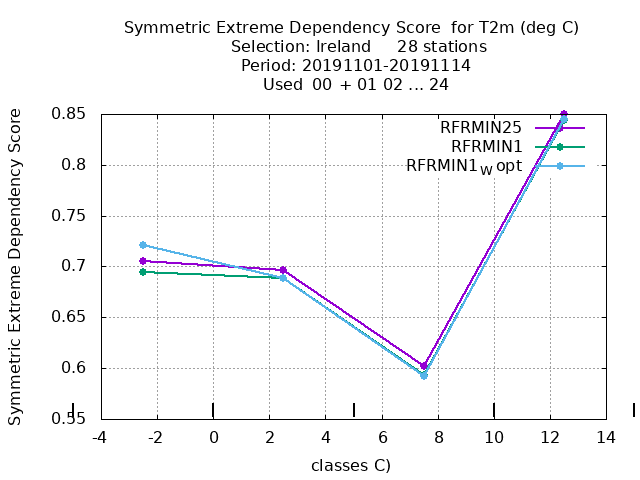 Symmetric Extreme Dependency Score for T2m (deg C)
Selection: Ireland 28 stations
Period: 20191101-20191114
Used 00 + 01 02 ... 24
Symmetric Extreme Dependency Score
0.85
0.8
0.75
0.7
0.65
0.6
0.55
RFRMIN25
RFRMIN1
RFRMIN1w opt
-4 -2 0 2 4 6 8 10 12 14
classes C)